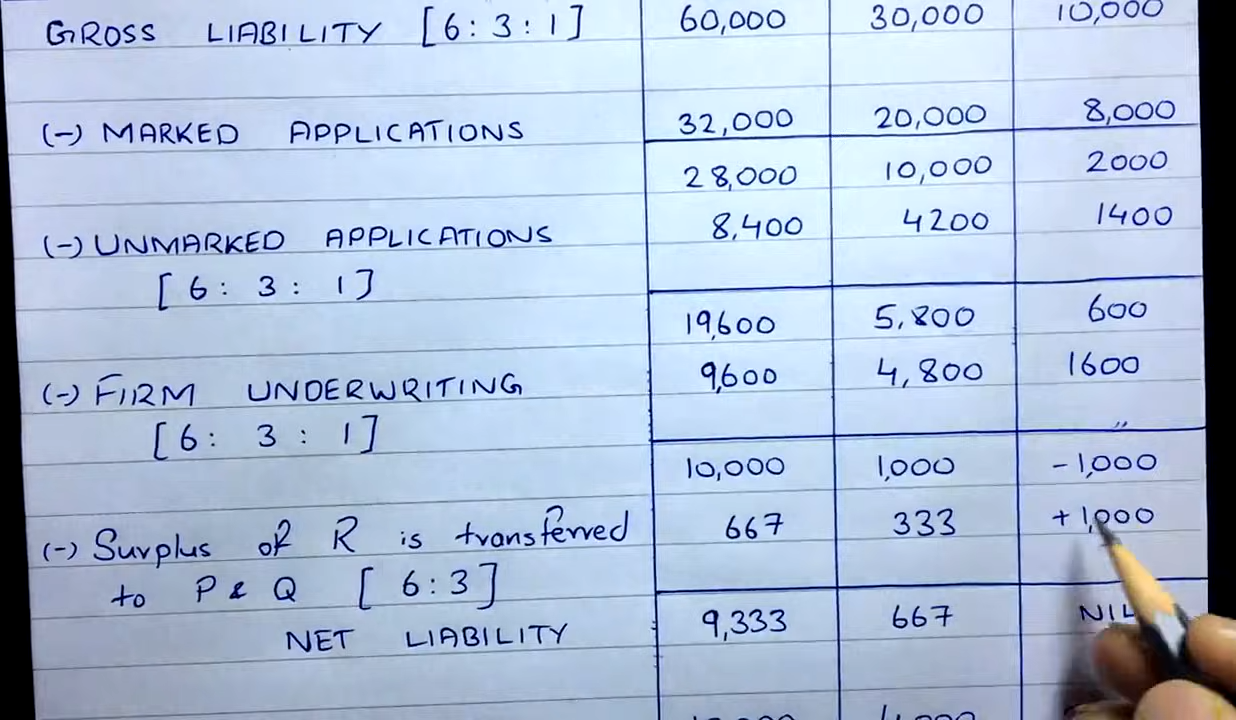 GROSS LIABILITY [6:3:1] 60,000 30,000 10,000
(-) MARKED APPLICATIONS 32,000 20,000 8,000
28,000 10,000 2000
(-) UNMARKED APPLICATIONS 8,400 4200 1400
[6: 3: 1]
19,600 5,800 600
(-) FIRM UNDERWRITING 9,600 4,800 1600
[6: 3 : 1]
10,000 1,000 -1,000
(-) Surplus of R is transferred 667 333 +1,000
to P & Q [6:3]
NET LIABILITY 9,333 667 NIL